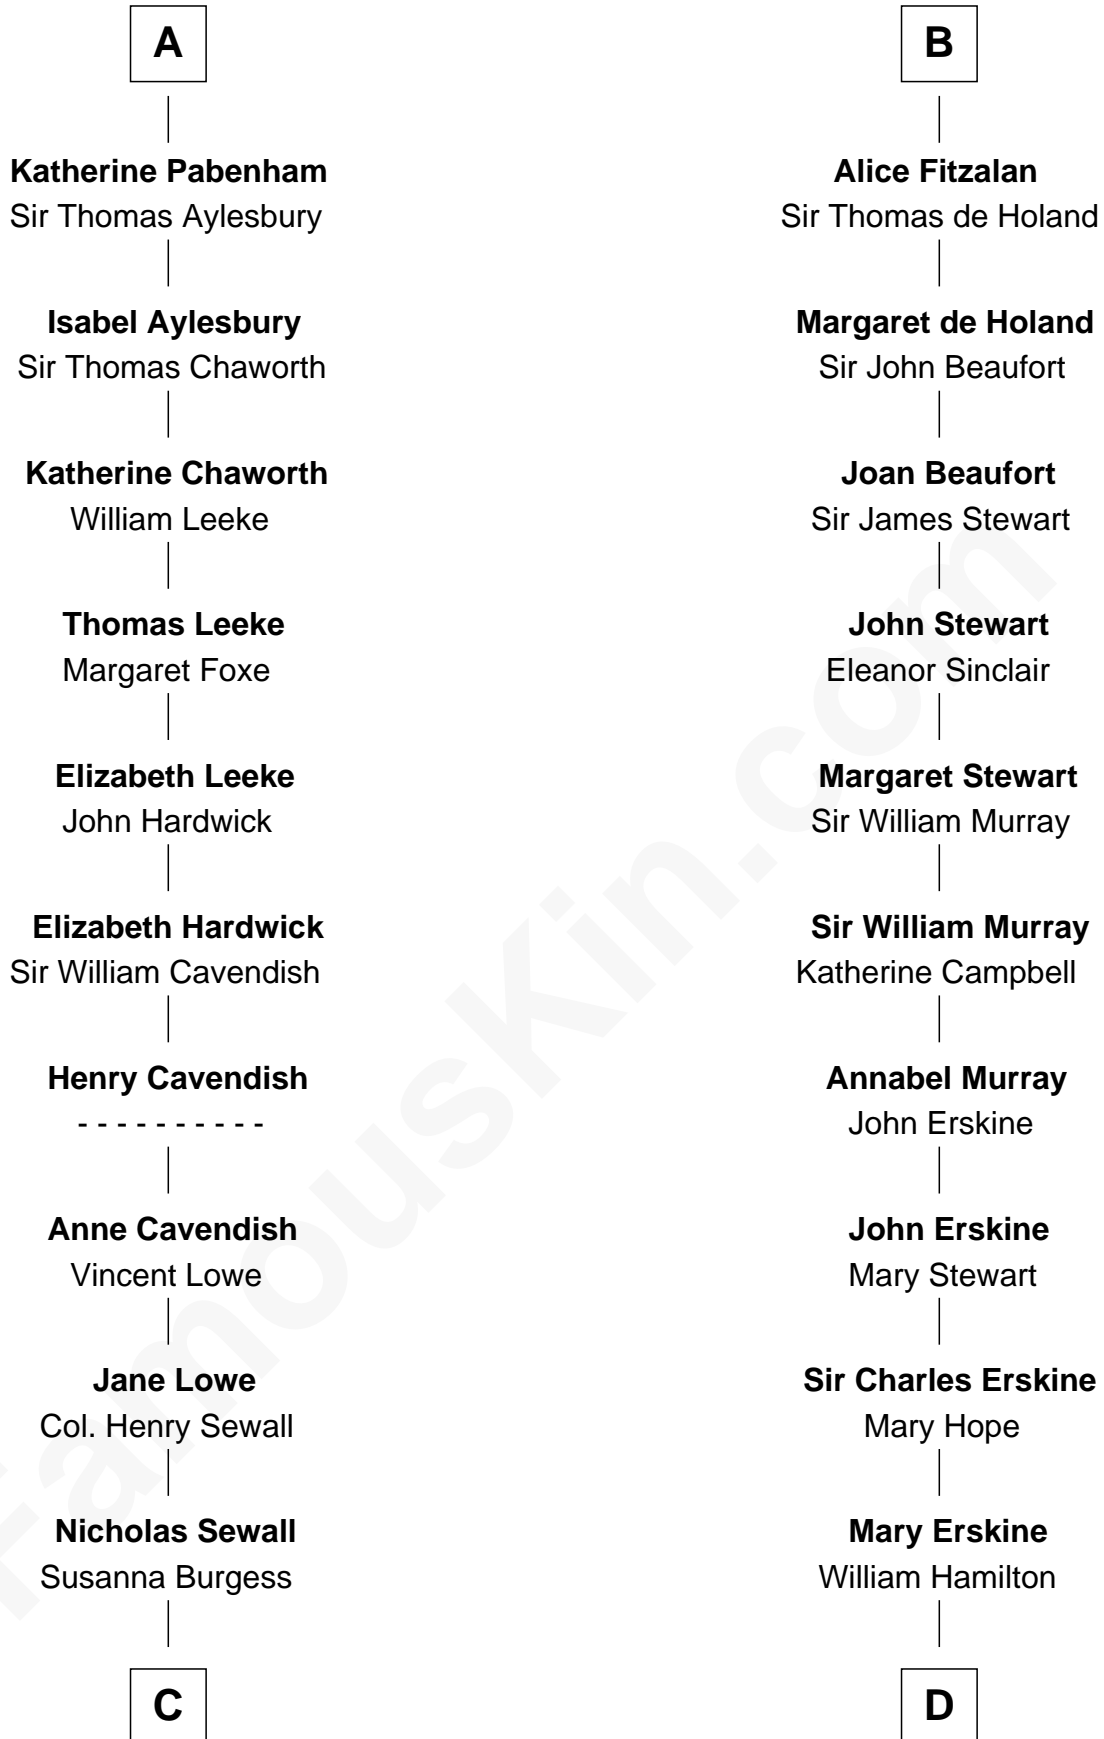 A
Katherine Pabenham
Sir Thomas Aylesbury
Isabel Aylesbury
Sir Thomas Chaworth
Katherine Chaworth
William Leeke
Thomas Leeke
Margaret Foxe
Elizabeth Leeke
John Hardwick
Elizabeth Hardwick
Sir William Cavendish
Henry Cavendish
- - - - - - - - - -
Anne Cavendish
Vincent Lowe
Jane Lowe
Col. Henry Sewall
Nicholas Sewall
Susanna Burgess
C
B
Alice Fitzalan
Sir Thomas de Holand
Margaret de Holand
Sir John Beaufort
Joan Beaufort
Sir James Stewart
John Stewart
Eleanor Sinclair
Margaret Stewart
Sir William Murray
Sir William Murray
Katherine Campbell
Annabel Murray
John Erskine
John Erskine
Mary Stewart
Sir Charles Erskine
Mary Hope
Mary Erskine
William Hamilton
D
FamousKin.com